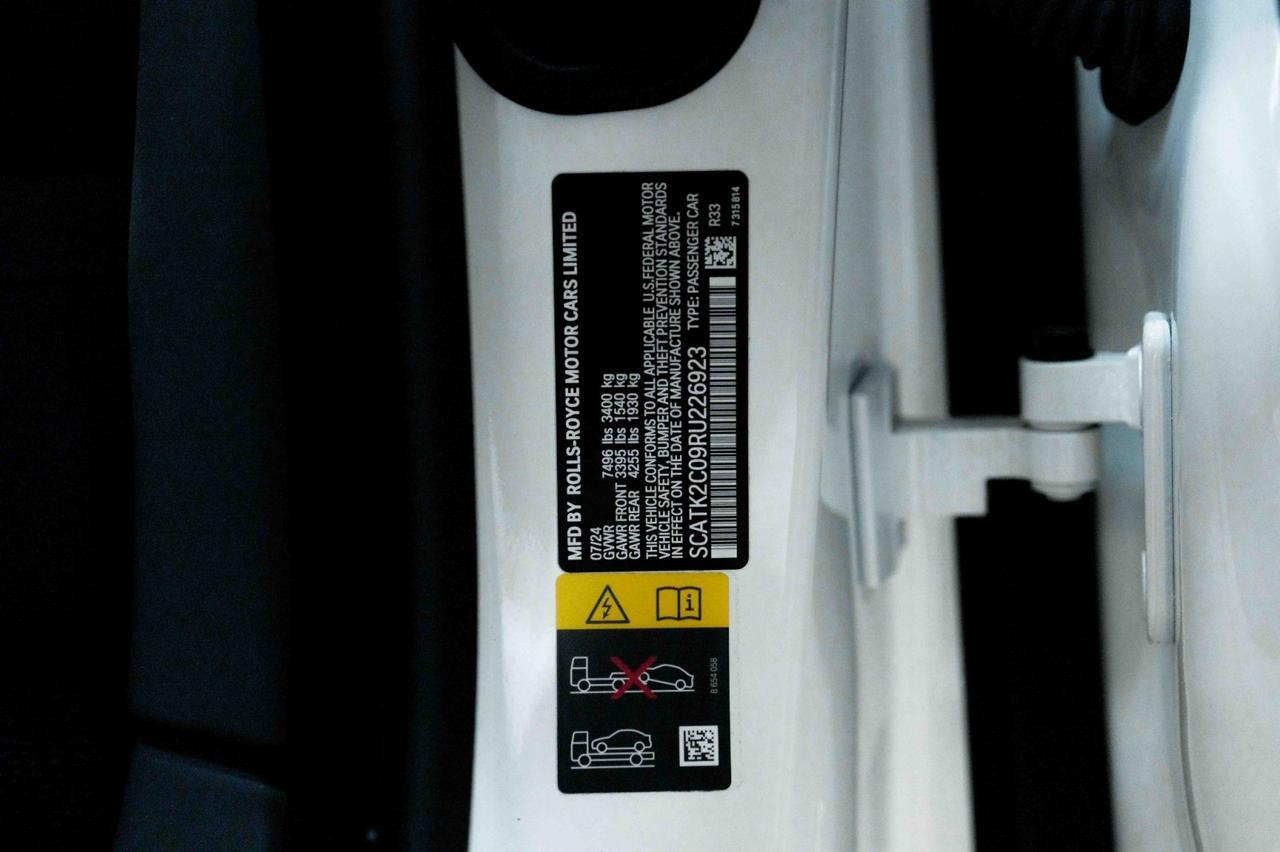 MFD BY ROLLS-ROYCE MOTOR CARS LIMITED
07/24
GVWR 7496 lbs 3400 kg
GAWR FRONT 3395 lbs 1540 kg
GAWR REAR 4255 lbs 1930 kg
THIS VEHICLE CONFORMS TO ALL APPLICABLE U.S.FEDERAL MOTOR
VEHICLE SAFETY, BUMPER AND THEFT PREVENTION STANDARDS
IN EFFECT ON THE DATE OF MANUFACTURE SHOWN ABOVE.
SCATK2C09RU226923 TYPE: PASSENGER CAR
R33
7 315 814
i
8 654 058